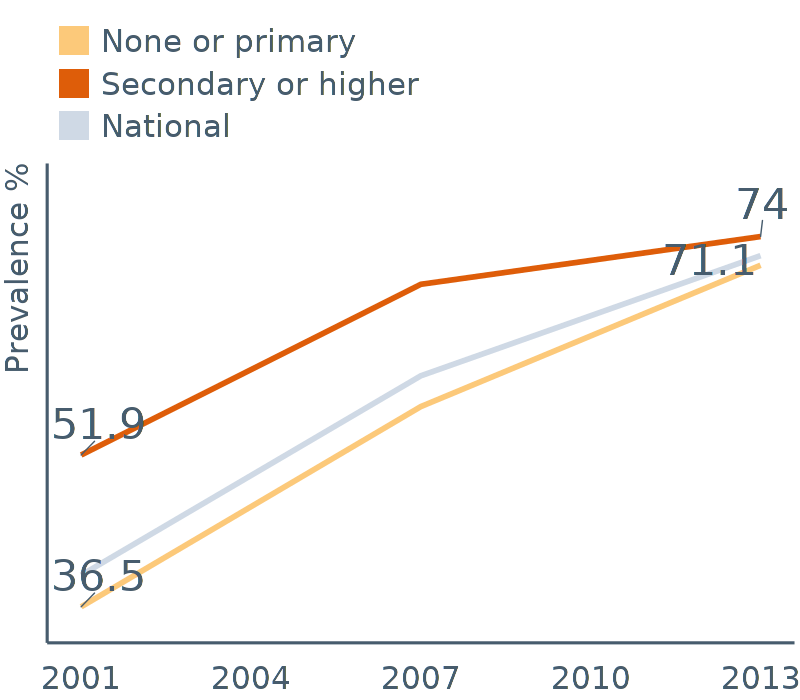 None or primary
Secondary or higher
National
Prevalence %
74
71.1
51.9
36.5
2001 2004 2007 2010 2013